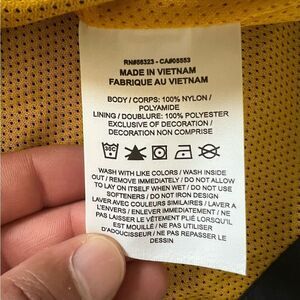 RN#56323 - CA#05553
MADE IN VIETNAM
FABRIQUE AU VIETNAM
BODY / CORPS: 100% NYLON /
POLYAMIDE
LINING / DOUBLURE: 100% POLYESTER
EXCLUSIVE OF DECORATION /
DECORATION NON COMPRISE
WASH WITH LIKE COLORS / WASH INSIDE
OUT / REMOVE IMMEDIATELY / DO NOT ALLOW
TO LAY ON ITSELF WHEN WET / DO NOT USE
SOFTENERS / DO NOT IRON DESIGN
LAVER AVEC COULEURS SIMILAIRES / LAVER A
L'ENVERS / ENLEVER IMMEDIATEMENT / NE
PAS LAISSER LE VÊTEMENT PLIÉ LORSQU'IL
EST MOUILLÉ / NE PAS UTILISER
D'ADOUCISSEUR / NE PAS REPASSER LE
DESSIN